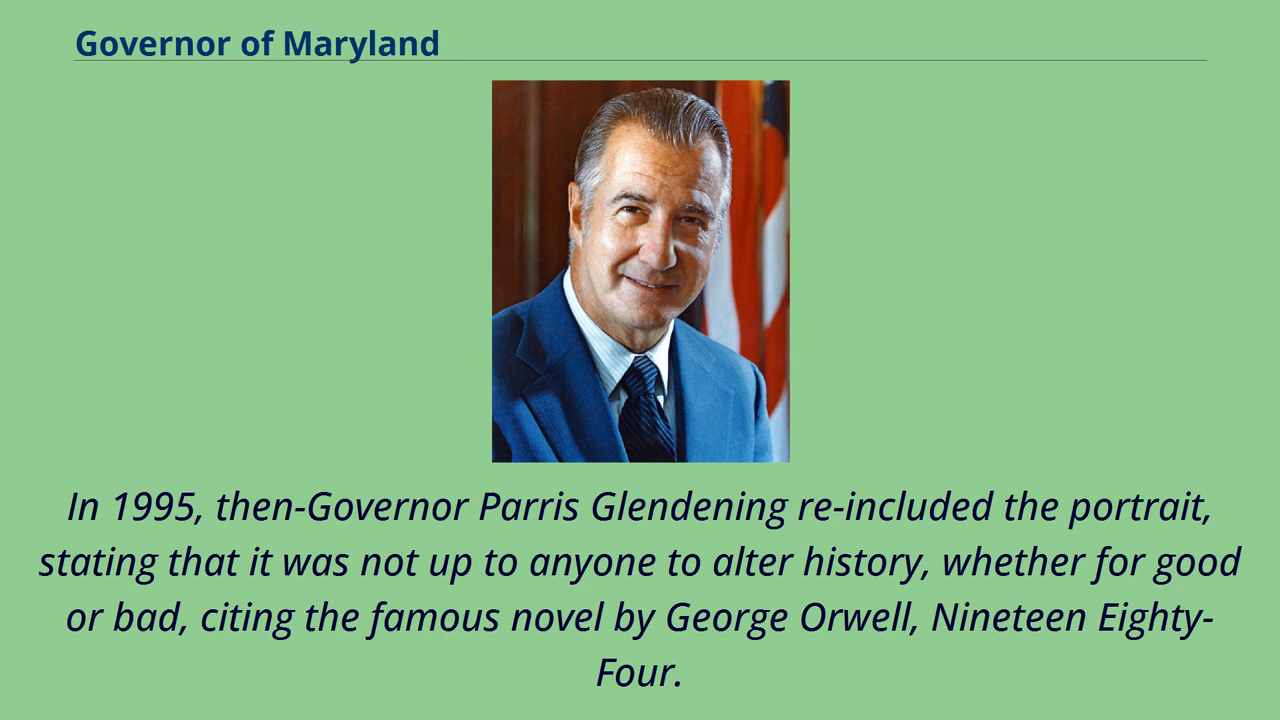 Governor of Maryland
In 1995, then-Governor Parris Glendening re-included the portrait,
stating that it was not up to anyone to alter history, whether for good
or bad, citing the famous novel by George Orwell, Nineteen Eighty-
Four.